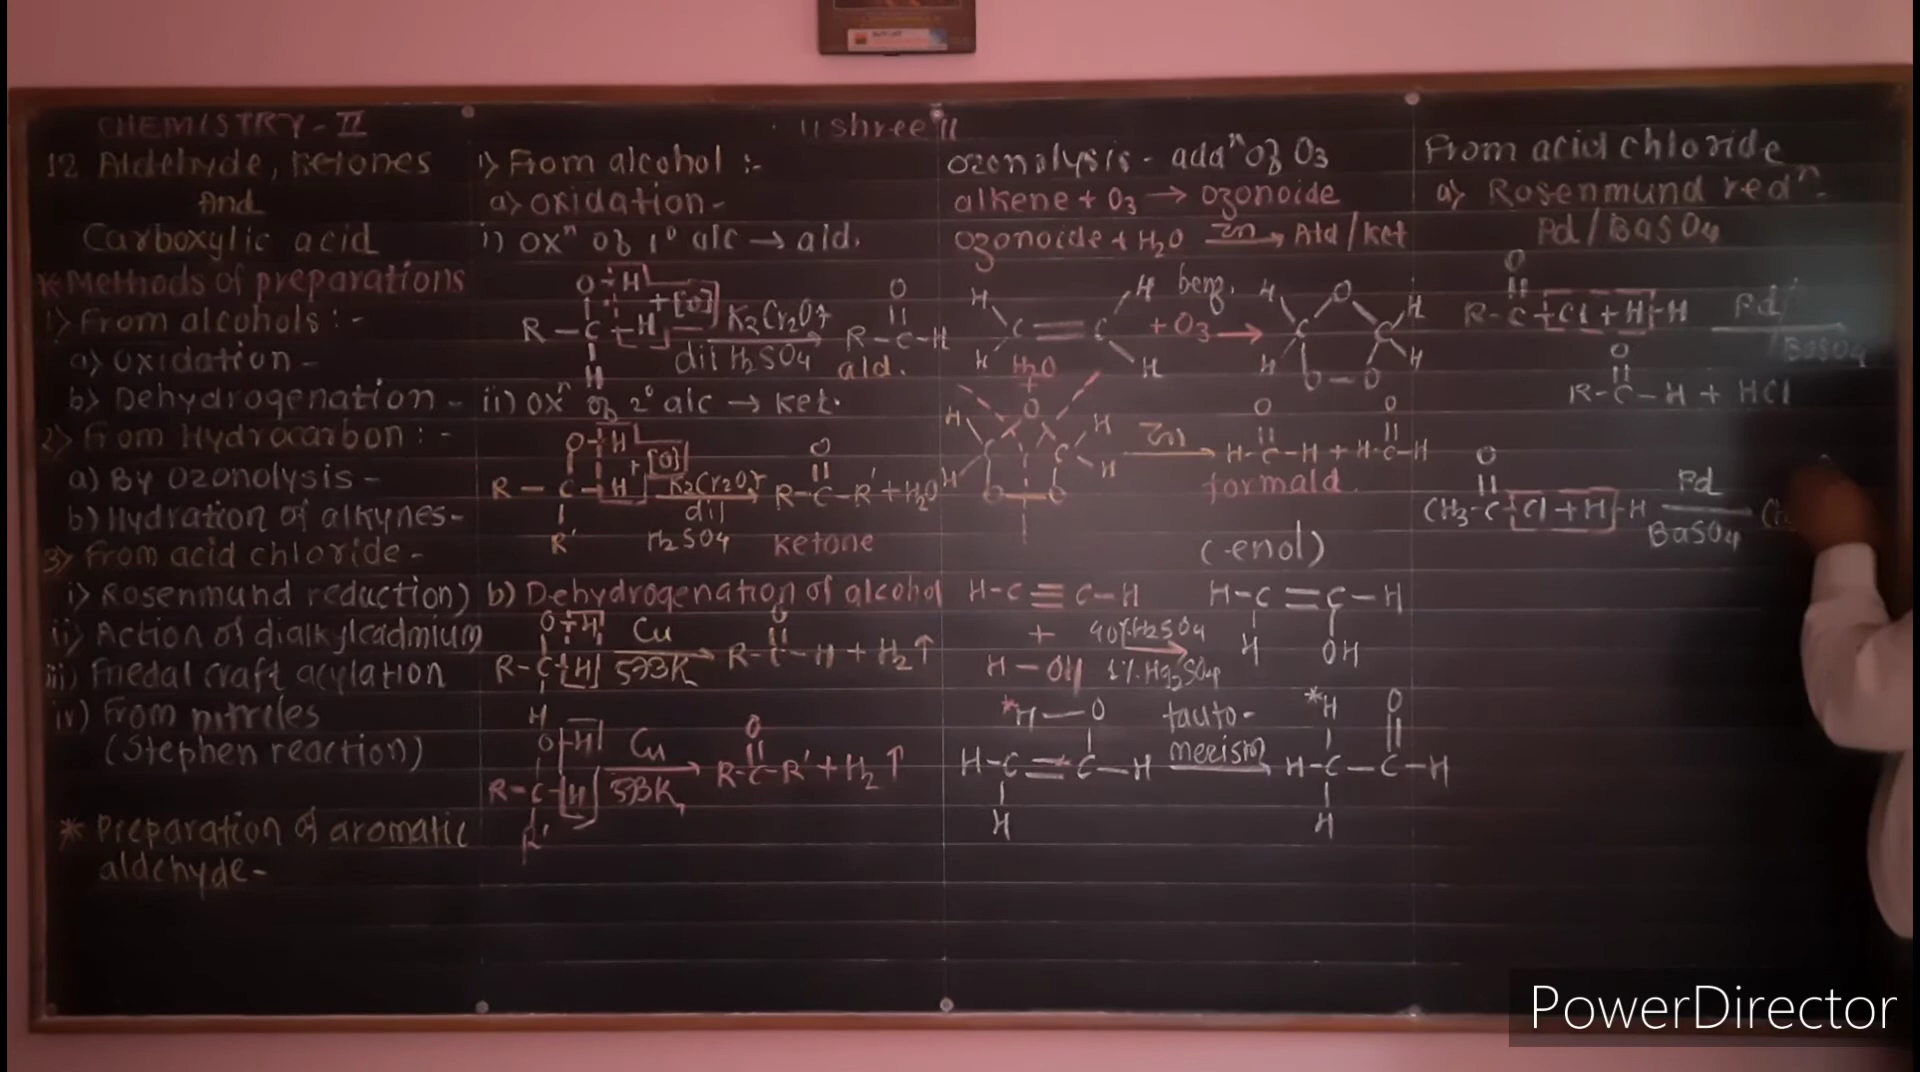 CHEMISTRY-II
12 Aldehyde, Ketones
And
Carboxylic acid
*Methods of preparations
1) From alcohols :-
a) Oxidation -
b) Dehydrogenation -
2) From Hydrocarbon : -
a) By Ozonolysis -
b) Hydration of alkynes-
3) From acid chloride -
i) Rosenmund reduction)
ii) Action of dialkylcadmium
iii) Friedal craft acylation
iv) From nitriles
(Stephen reaction)
* Preparation of aromatic
aldehyde-
|| shree ||
1) From alcohol :-
a) Oxidation -
i) oxⁿ of 1° alc → ald.
O-H
R-C-H + [O] K2Cr2O7 dil H2SO4 → R-C-H
O
H
ald.
ii) oxⁿ of 2° alc → ket.
O-H
R-C-H + [O] K2Cr2O7 dil H2SO4 → R-C-R' + H2O
O
R'
ketone
b) Dehydrogenation of alcohol
O-H
R-C-H Cu 573K → R-C-H + H2↑
O
H
O-H
R-C-H Cu 573K → R-C-R' + H2↑
O
R'
Ozonolysis - addⁿ of O3
alkene + O3 → ozonoide
Ozonoide + H2O Zn → Ald/ket
H H
C=C + O3 → C O C
H H
H H
O-O
H2O
+
H O H
C C
H H
O-O
Zn → H-C-H + H-C-H
O O
formald.
(enol)
H-C≡C-H
+
H-OH
40% H2SO4
1% Hg2SO4
H-C=C-H
H OH
*H-O
H-C=C-H
H
tauto-
merism
*H O
H-C-C-H
H
From acid chloride
a) Rosenmund redⁿ-
Pd/BaSO4
O
R-C-Cl+H-H Pd/BaSO4
O
R-C-H + HCl
O
CH3-C-Cl+H-H Pd BaSO4
PowerDirector